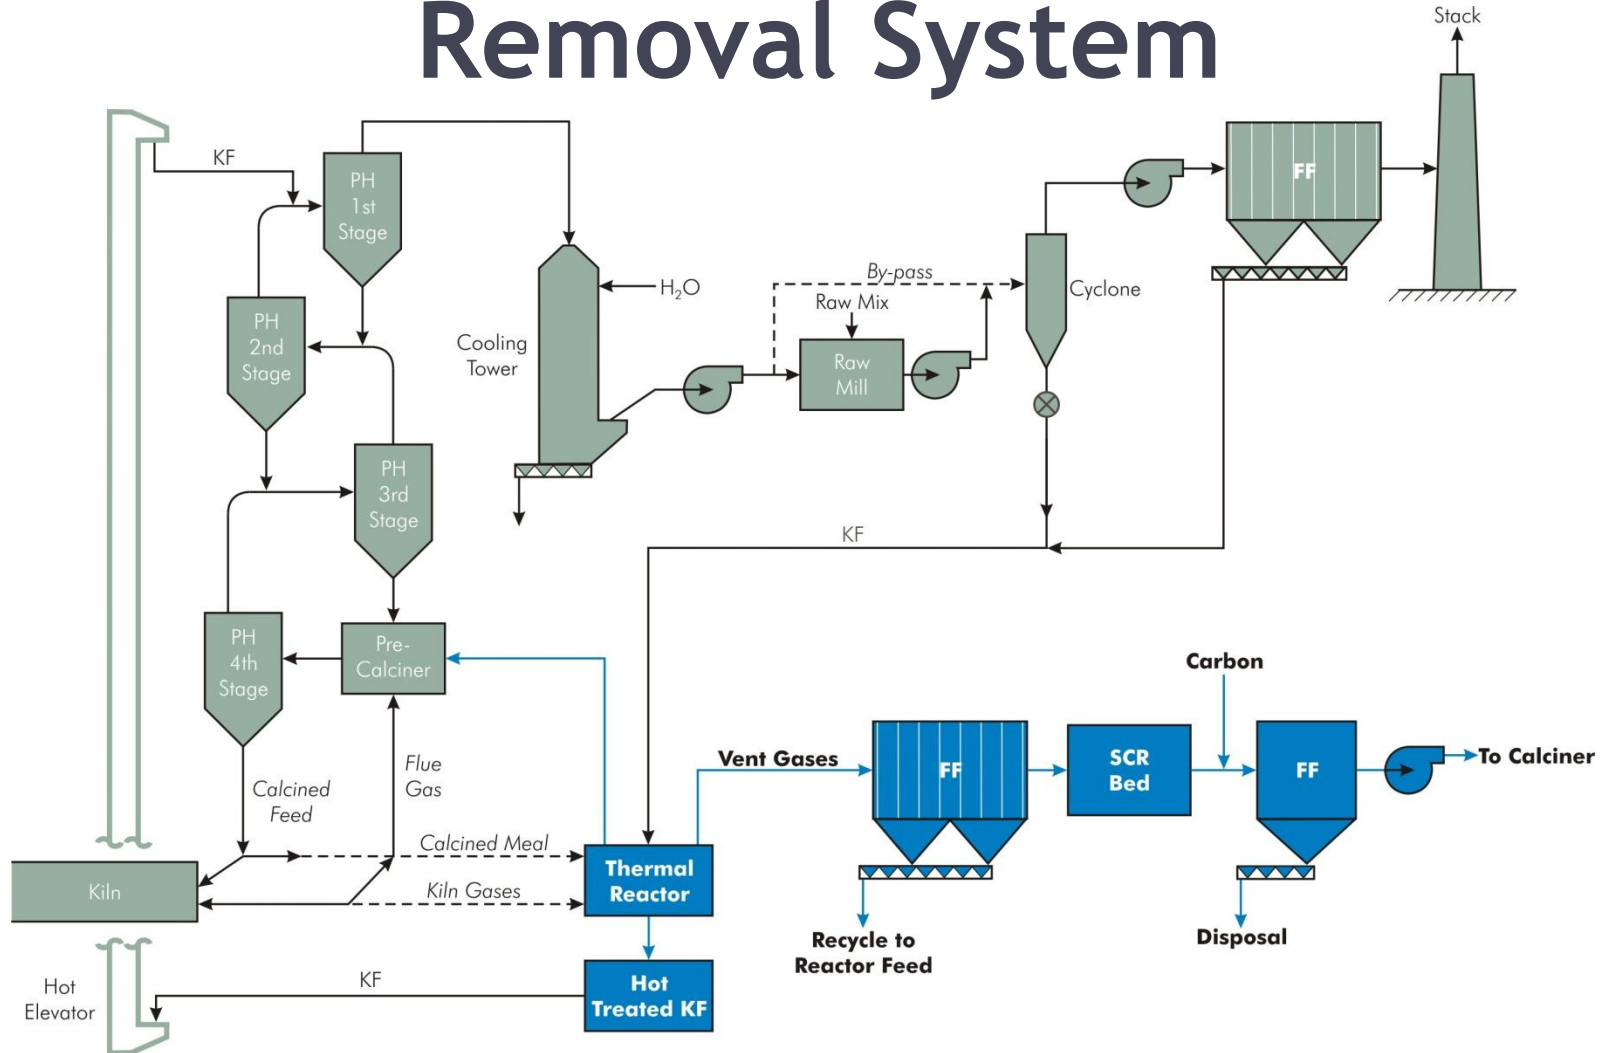 Removal System
Stack
KF
PH
1st
Stage
FF
By-pass
H₂O
Cyclone
Raw Mix
PH
2nd
Stage
Cooling
Tower
Raw
Mill
PH
3rd
Stage
KF
PH
4th
Stage
Pre-
Calciner
Carbon
Vent Gases
FF
SCR
Bed
FF
To Calciner
Flue
Gas
Calcined
Feed
Calcined Meal
Thermal
Reactor
Kiln
Kiln Gases
Recycle to
Reactor Feed
Disposal
Hot
Elevator
KF
Hot
Treated KF